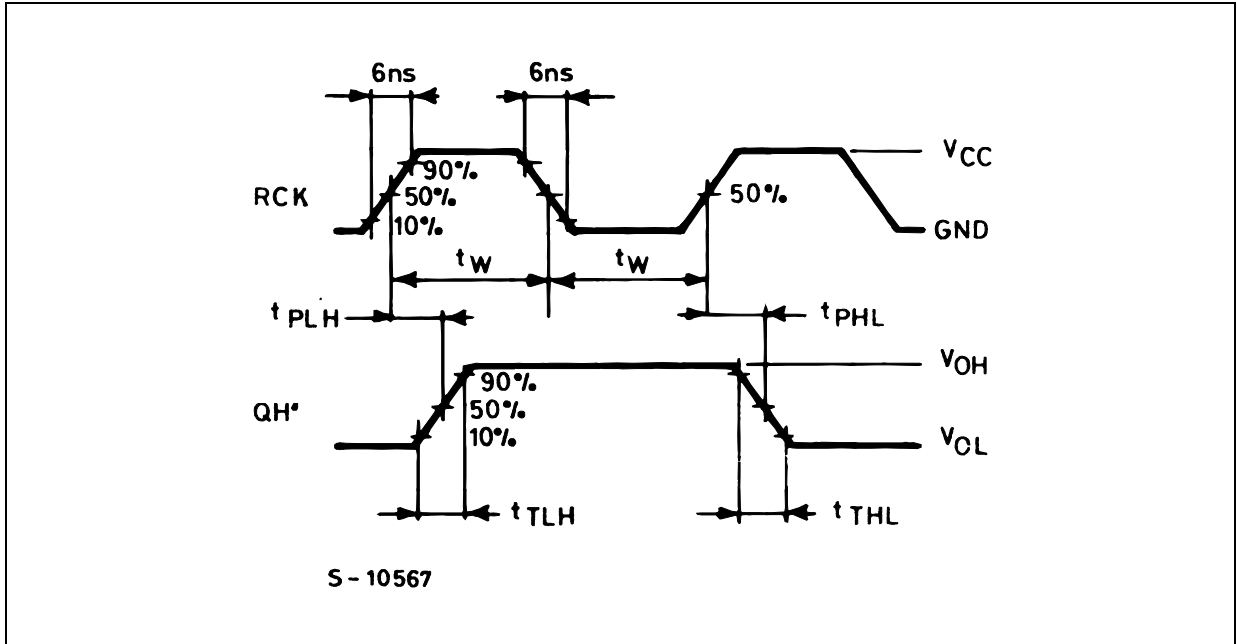 6ns 6ns
VCC
90%
RCK 50% 50%
10% GND
tW tW
tPLH tPHL
VOH
90%
QH' 50%
10% VOL
tTLH tTHL
S-10567